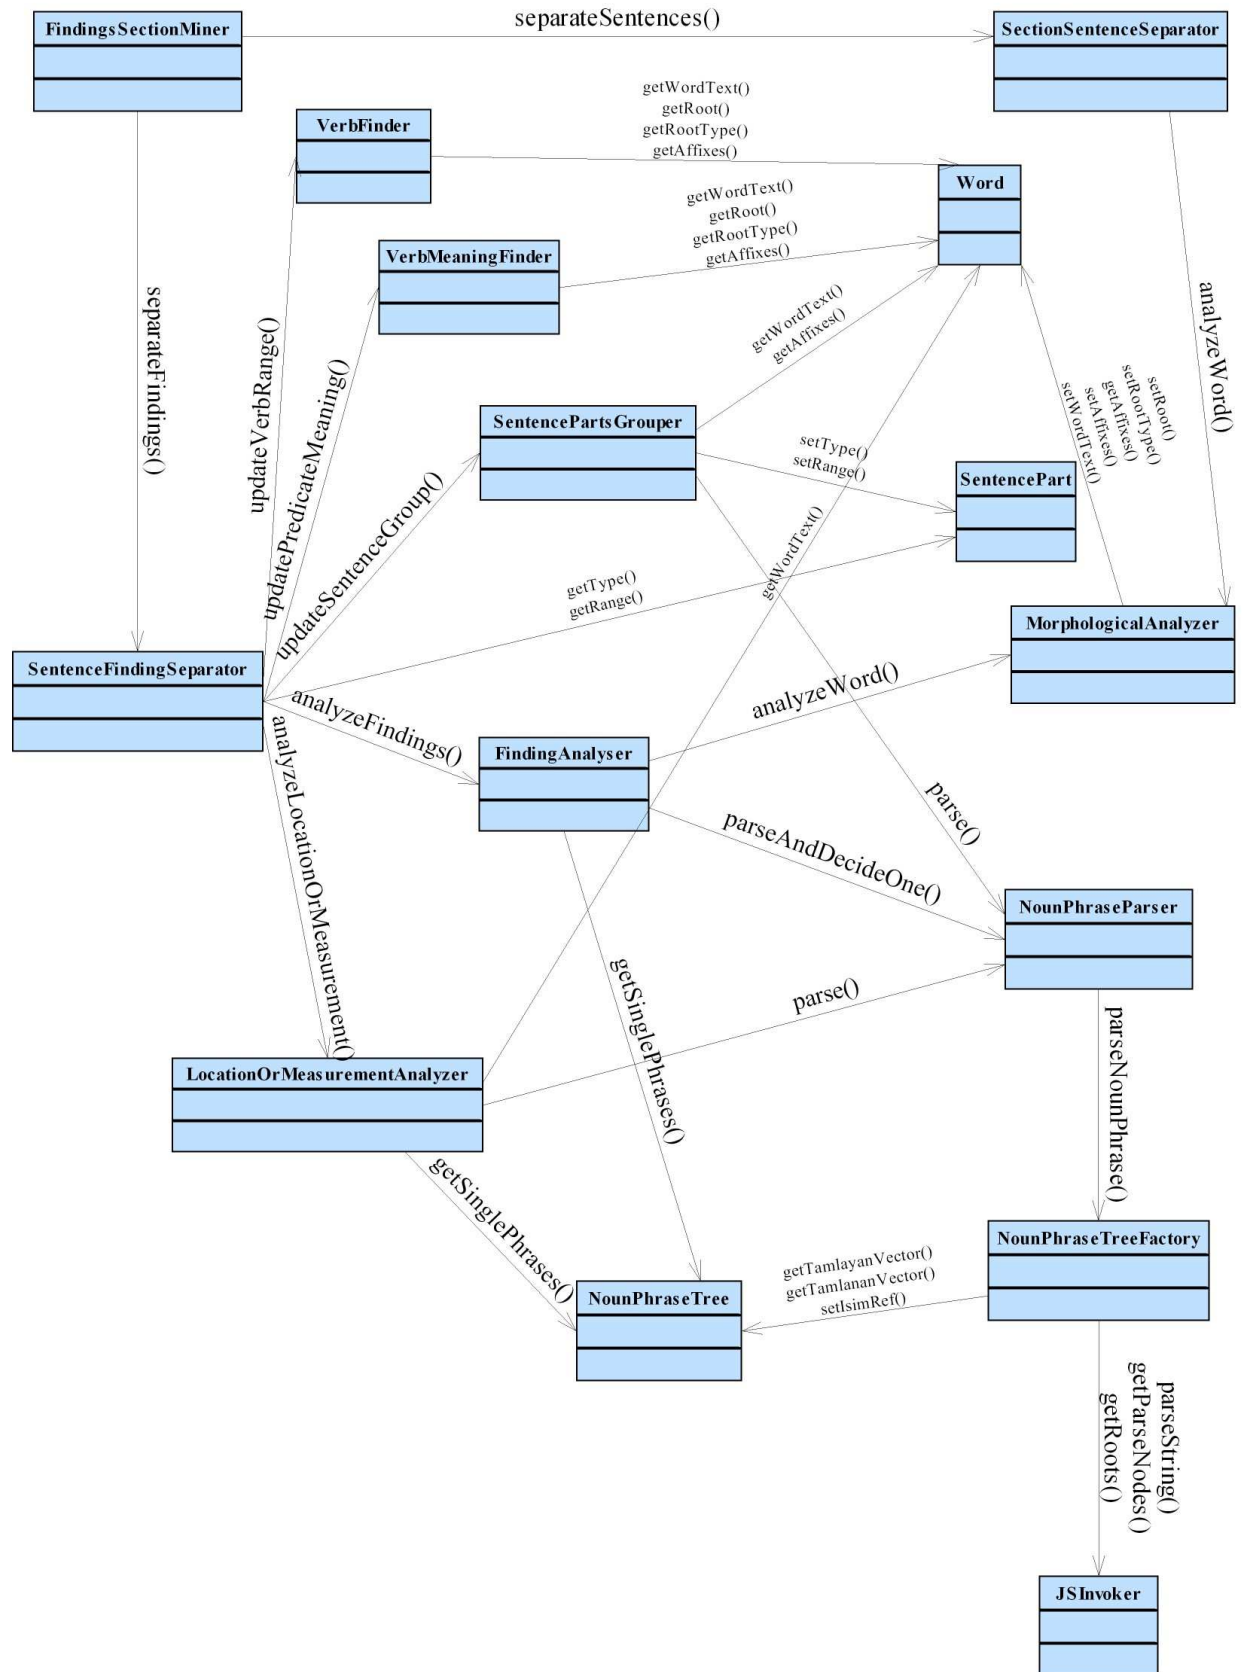 FindingsSectionMiner
separateSentences()
SectionSentenceSeparator
getWordText()
getRoot()
getRootType()
getAffixes()
VerbFinder
Word
getWordText()
getRoot()
getRootType()
getAffixes()
VerbMeaningFinder
separateFindings()
updateVerbRange()
updatePredicateMeaning()
updateSentenceGroup()
getWordText()
getAffixes()
analyzeWord()
setRoot()
setRootType()
getAffixes()
setAffixes()
setWordText()
SentencePartsGrouper
setType()
setRange()
SentencePart
getWordText()
getType()
getRange()
MorphologicalAnalyzer
SentenceFindingSeparator
analyzeFindings()
analyzeWord()
FindingAnalyser
analyzeLocationOrMeasurement()
parseAndDecideOne()
parse()
NounPhraseParser
getSinglePhrases()
parse()
LocationOrMeasurementAnalyzer
parseNounPhrase()
getSinglePhrases()
NounPhraseTreeFactory
getTamlayanVector()
getTamlananVector()
setIsimRef()
NounPhraseTree
parseString()
getParseNodes()
getRoots()
JSInvoker